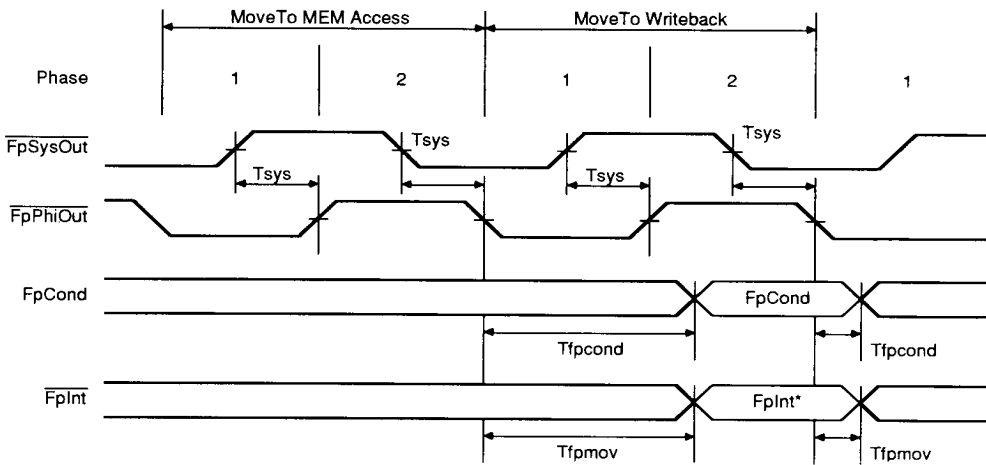 MoveTo MEM Access
MoveTo Writeback
Phase 1 2 1 2 1
FpSysOut
Tsys
Tsys
Tsys
Tsys
FpPhiOut
FpCond
FpCond
Tfpcond
Tfpcond
FpInt
FpInt*
Tfpmov
Tfpmov